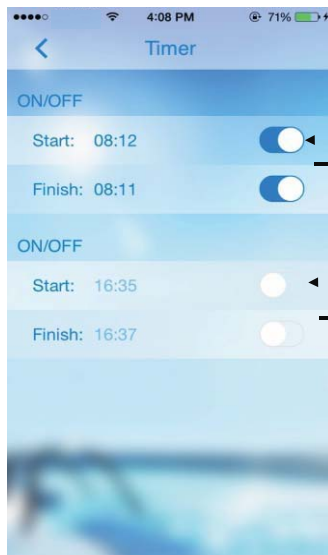 4:08 PM 71%
Timer
ON/OFF
Start: 08:12
Finish: 08:11
ON/OFF
Start: 16:35
Finish: 16:37